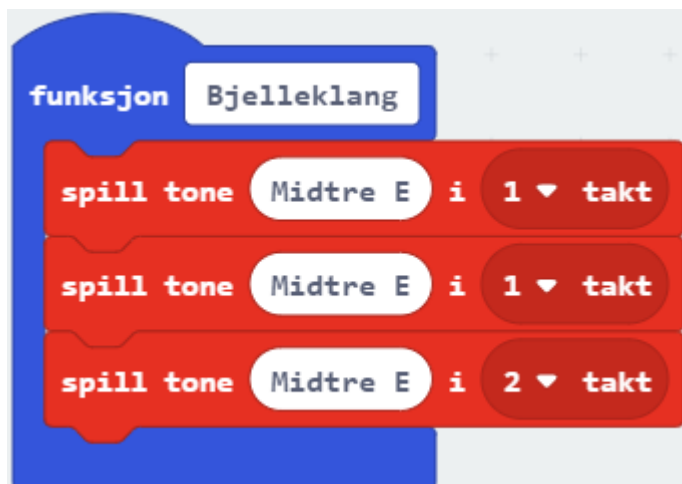 funksjon Bjelleklang
spill tone Midtre E i 1 takt
spill tone Midtre E i 1 takt
spill tone Midtre E i 2 takt